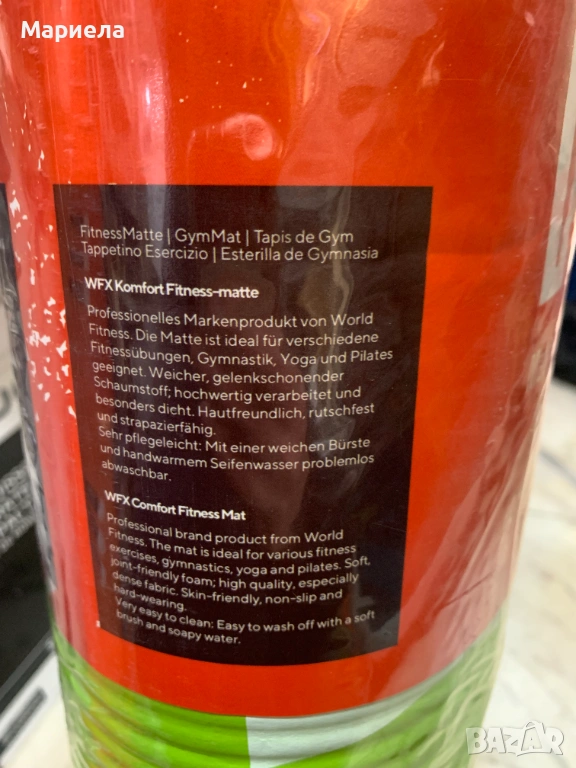 Мариела
FitnessMatte | GymMat | Tapis de Gym
Tappetino Esercizio | Esterilla de Gymnasia
WFX Komfort Fitness-matte
Professionelles Markenprodukt von World
Fitness. Die Matte ist ideal für verschiedene
Fitnessübungen, Gymnastik, Yoga und Pilates
geeignet. Weicher, gelenkschonender
Schaumstoff; hochwertig verarbeitet und
besonders dicht. Hautfreundlich, rutschfest
und strapazierfähig.
Sehr pflegeleicht: Mit einer weichen Bürste
und handwarmem Seifenwasser problemlos
abwaschbar.
WFX Comfort Fitness Mat
Professional brand product from World
Fitness. The mat is ideal for various fitness
exercises, gymnastics, yoga and pilates. Soft,
joint-friendly foam; high quality, especially
dense fabric. Skin-friendly, non-slip and
hard-wearing.
Very easy to clean: Easy to wash off with a soft
brush and soapy water.
BAZAR